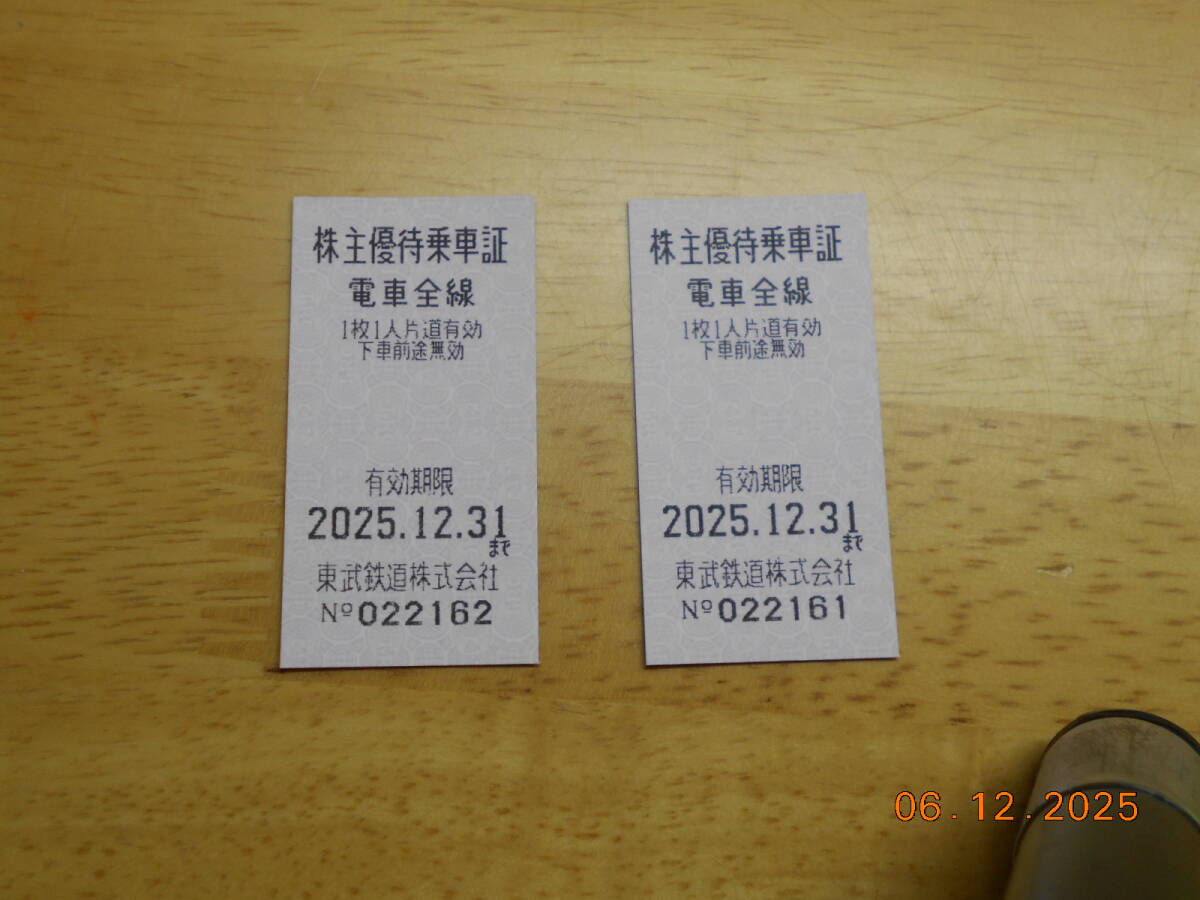 株主優待乗車証
電車全線
1枚1人片道有効
下車前途無効
有効期限
2025.12.31まで
東武鉄道株式会社
Nº022162
株主優待乗車証
電車全線
1枚1人片道有効
下車前途無効
有効期限
2025.12.31まで
東武鉄道株式会社
Nº022161
06.12.2025